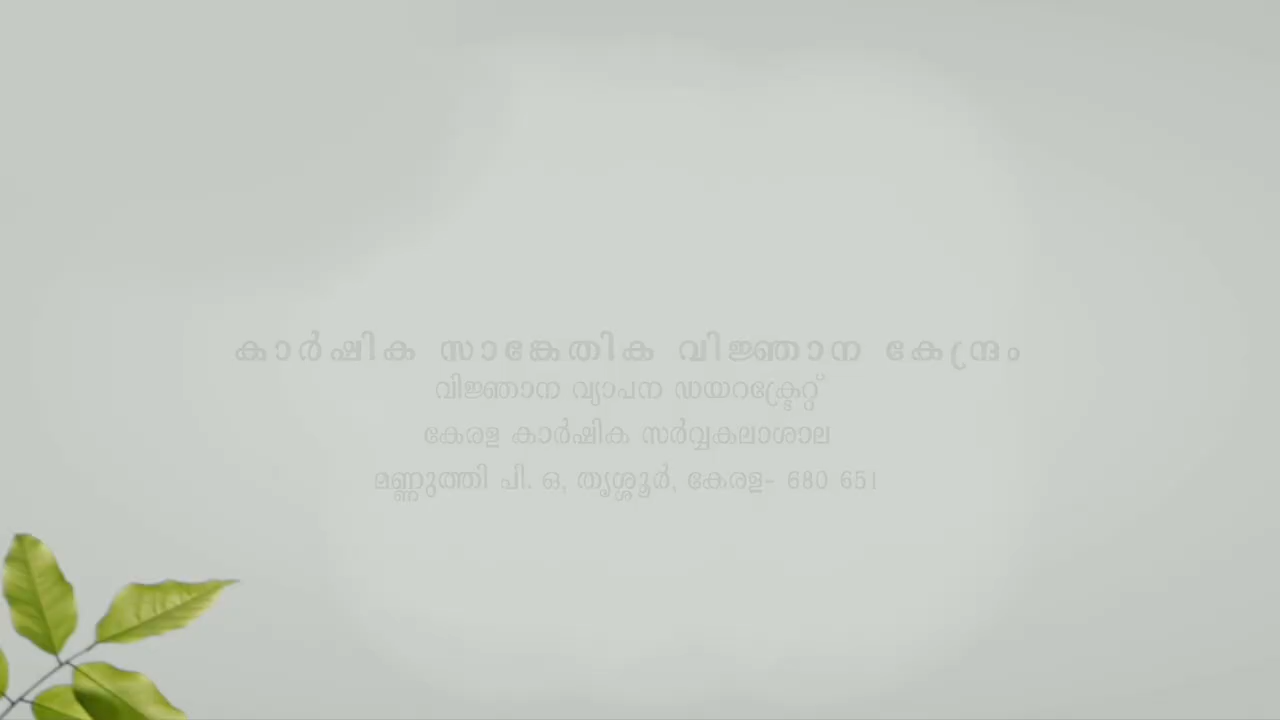 കാർഷിക സാങ്കേതിക വിജ്ഞാന കേന്ദ്രം
വിജ്ഞാന വ്യാപന ഡയറക്ട്രേറ്റ്
കേരള കാർഷിക സർവ്വകലാശാല
മണ്ണുത്തി പി. ഒ, തൃശ്ശൂർ, കേരള- 680 651